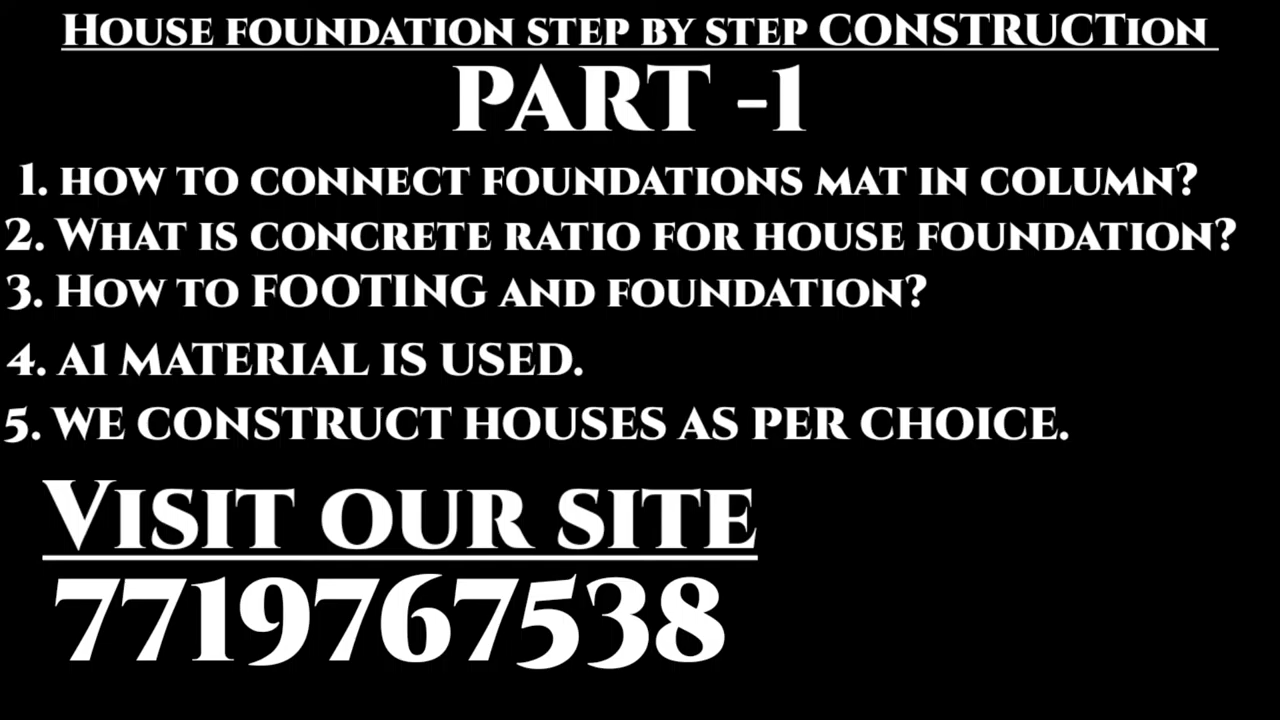 House foundation step by step CONSTRUCTion
PART -1
1. how to connect foundations mat in column?
2. What is concrete ratio for house foundation?
3. How to FOOTING and foundation?
4. A1 MATERIAL IS USED.
5. WE CONSTRUCT HOUSES AS PER CHOICE.
Visit our site
7719767538